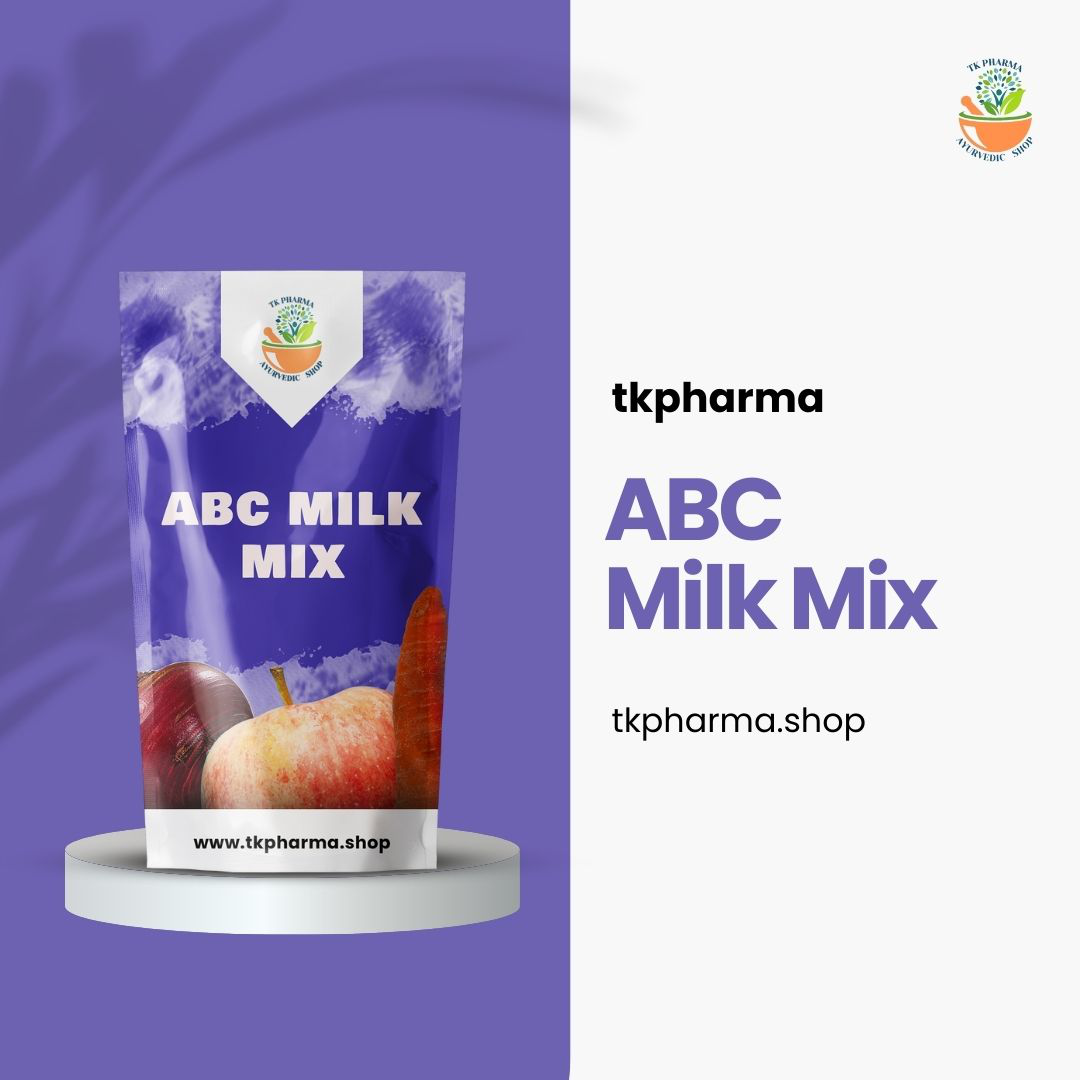 TK PHARMA
AYURVEDIC SHOP
TK PHARMA
AYURVEDIC SHOP
ABC MILK
MIX
www.tkpharma.shop
tkpharma
ABC
Milk Mix
tkpharma.shop